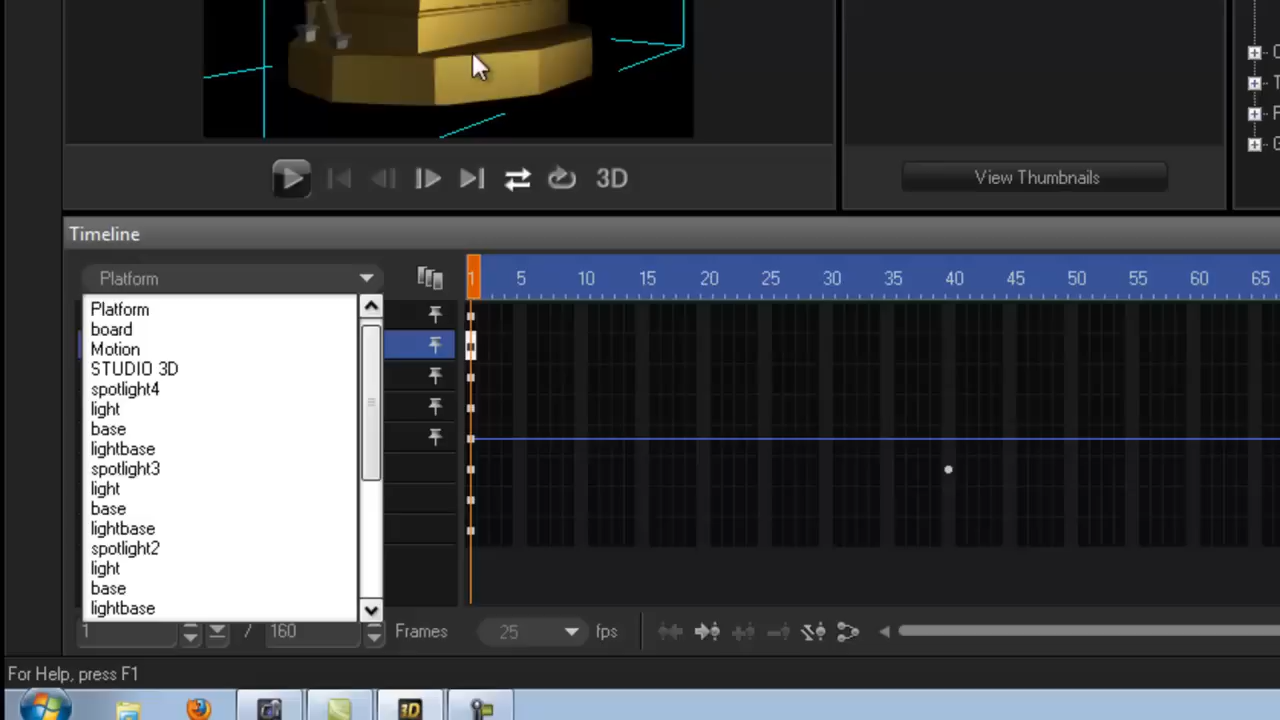 3D
View Thumbnails
Timeline
Platform
1 5 10 15 20 25 30 35 40 45 50 55 60 65
Platform
board
Motion
STUDIO 3D
spotlight4
light
base
lightbase
spotlight3
light
base
lightbase
spotlight2
light
base
lightbase
1 / 160 Frames 25 fps
For Help, press F1
3D